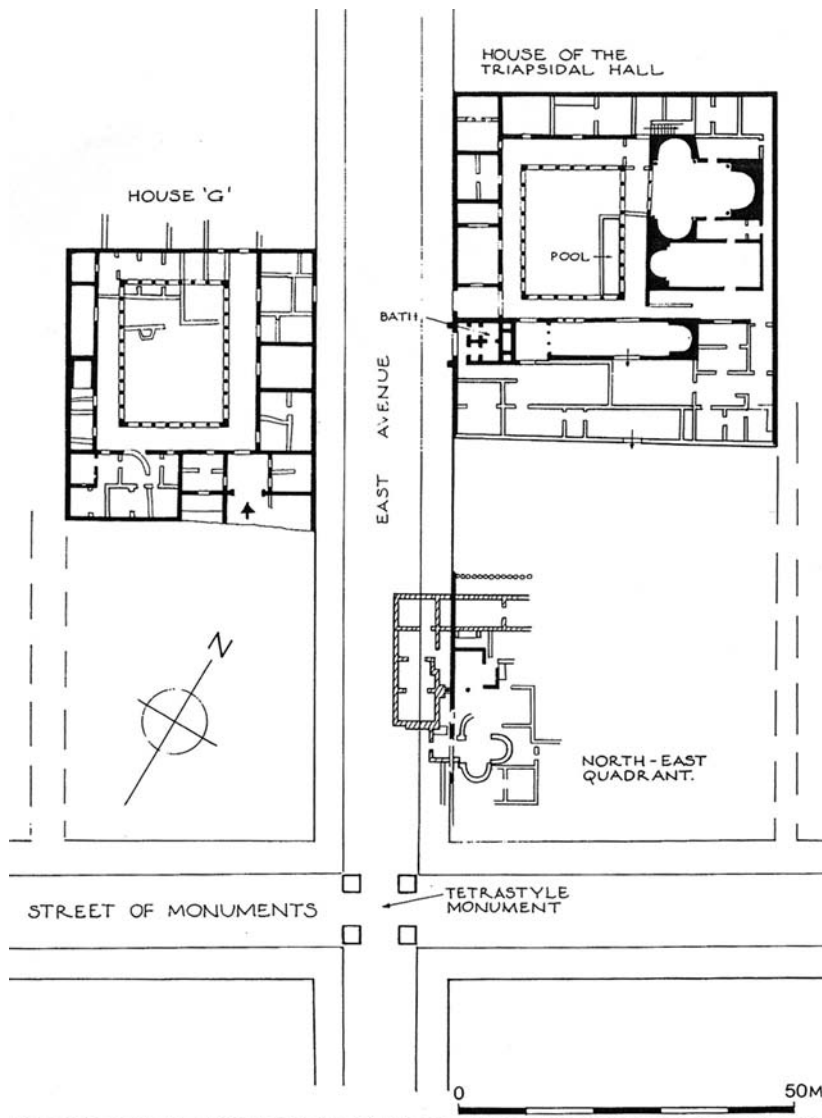 HOUSE OF THE
TRIAPSIDAL HALL
HOUSE 'G'
POOL
BATH
EAST AVENUE
N
NORTH-EAST
QUADRANT.
TETRASTYLE
MONUMENT
STREET OF MONUMENTS
0 50M